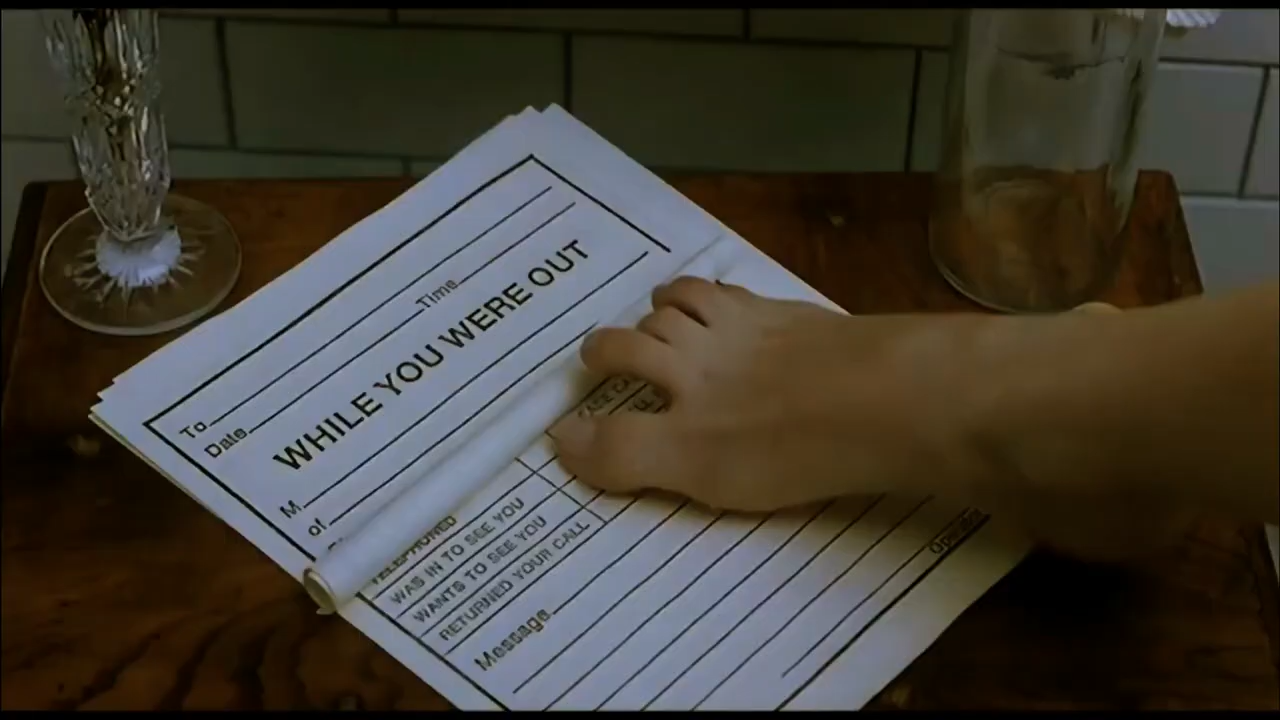 To
Date Time
WHILE YOU WERE OUT
M
of
TELEPHONED
WAS IN TO SEE YOU
WANTS TO SEE YOU
RETURNED YOUR CALL
Message
Operator